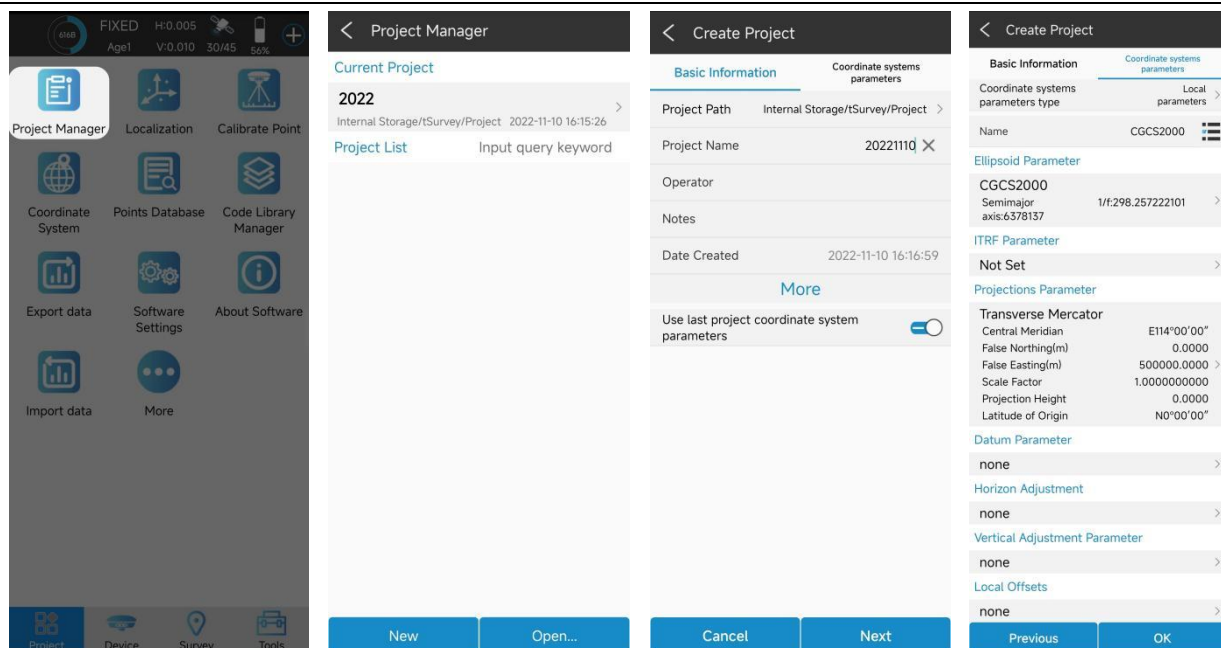 616B
FIXED H:0.005
Age1 V:0.010 30/45 56%
Project Manager Localization Calibrate Point
Coordinate System Points Database Code Library Manager
Export data Software Settings About Software
Import data More
Project Device Survey Tools
Project Manager
Current Project
2022
Internal Storage/tSurvey/Project 2022-11-10 16:15:26
Project List Input query keyword
New Open...
Create Project
Basic Information Coordinate systems parameters
Project Path Internal Storage/tSurvey/Project
Project Name 20221110
Operator
Notes
Date Created 2022-11-10 16:16:59
More
Use last project coordinate system
parameters
Cancel Next
Create Project
Basic Information Coordinate systems parameters
Coordinate systems parameters type Local parameters
Name CGCS2000
Ellipsoid Parameter
CGCS2000
Semimajor axis:6378137 1/f:298.257222101
ITRF Parameter
Not Set
Projections Parameter
Transverse Mercator
Central Meridian E114°00'00"
False Northing(m) 0.0000
False Easting(m) 500000.0000
Scale Factor 1.0000000000
Projection Height 0.0000
Latitude of Origin N0°00'00"
Datum Parameter
none
Horizon Adjustment
none
Vertical Adjustment Parameter
none
Local Offsets
none
Previous OK